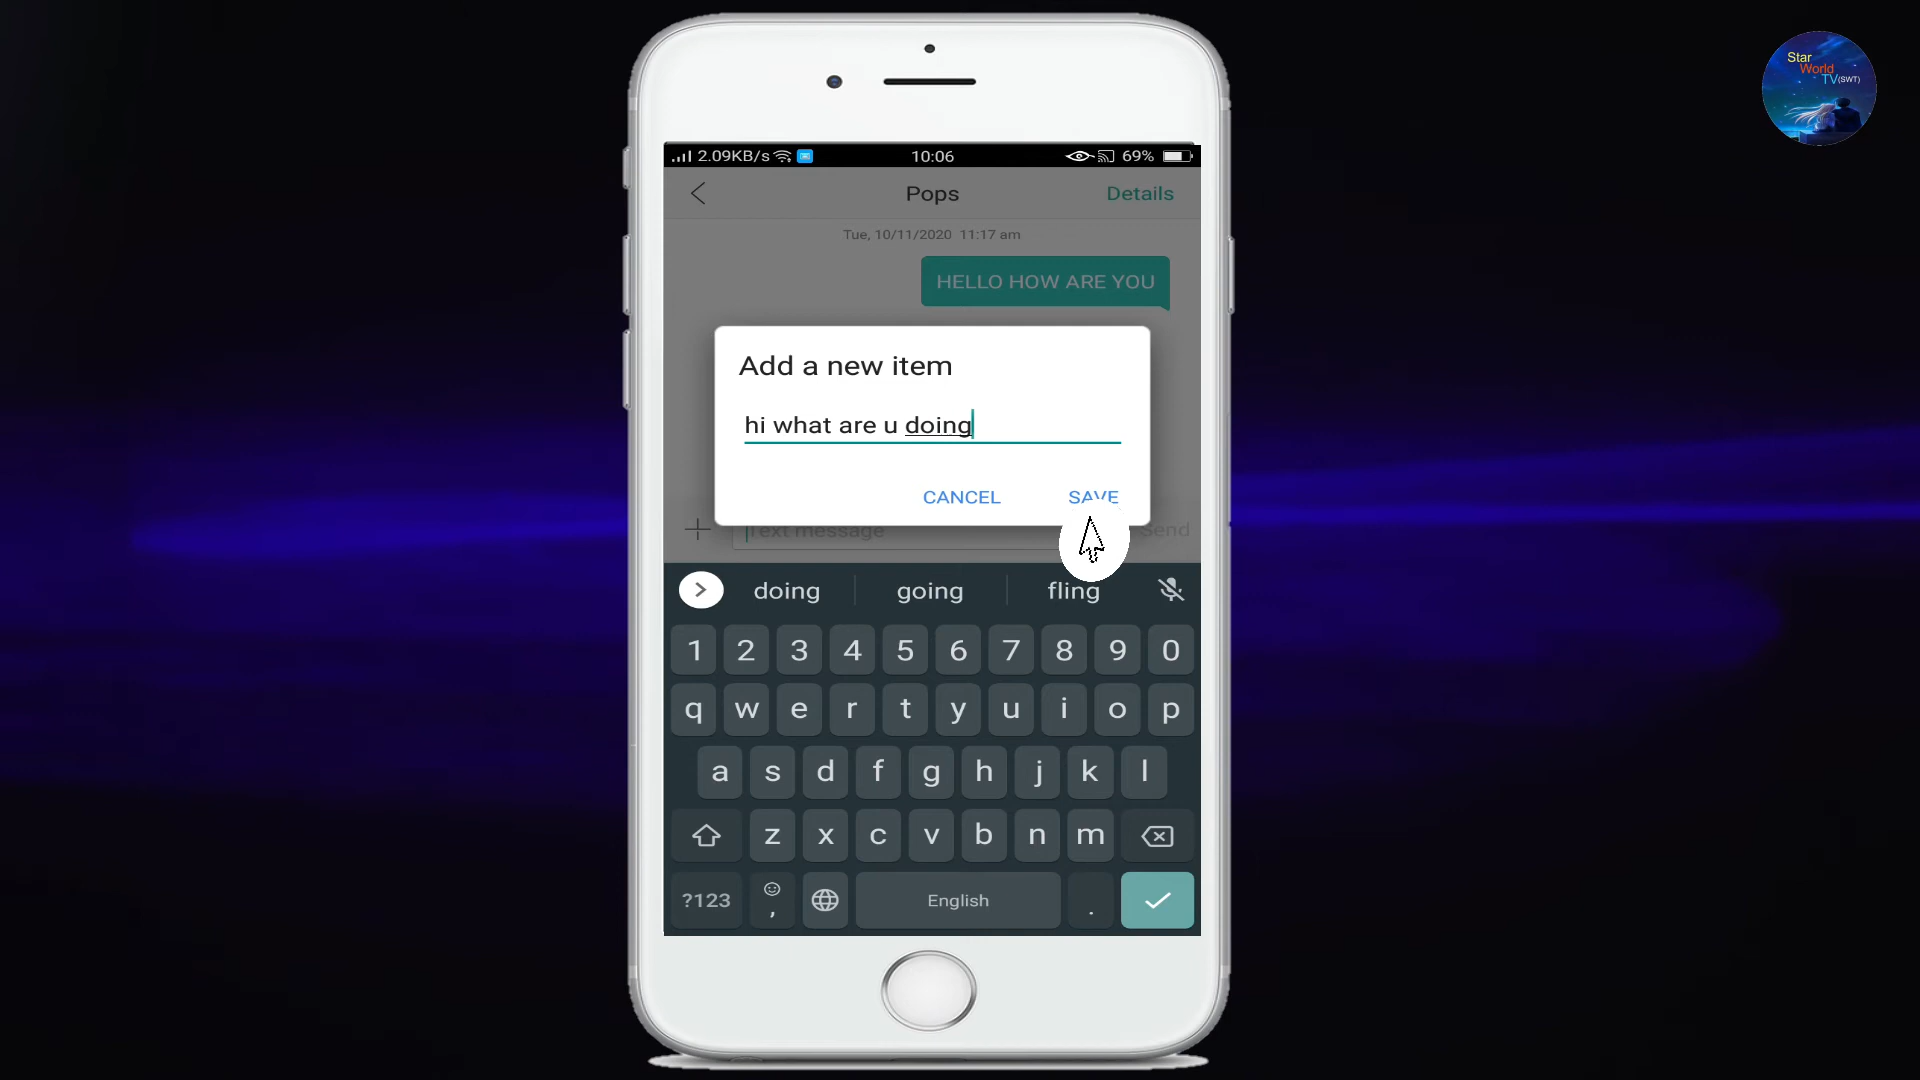 Star
World
TV(SWT)
2.09KB/s 10:06 69%
Pops Details
Tue, 10/11/2020 11:17 am
HELLO HOW ARE YOU
Add a new item
hi what are u doing
CANCEL SAVE
Text message Send
doing going fling
1 2 3 4 5 6 7 8 9 0
q w e r t y u i o p
a s d f g h j k l
z x c v b n m
?123 , English .